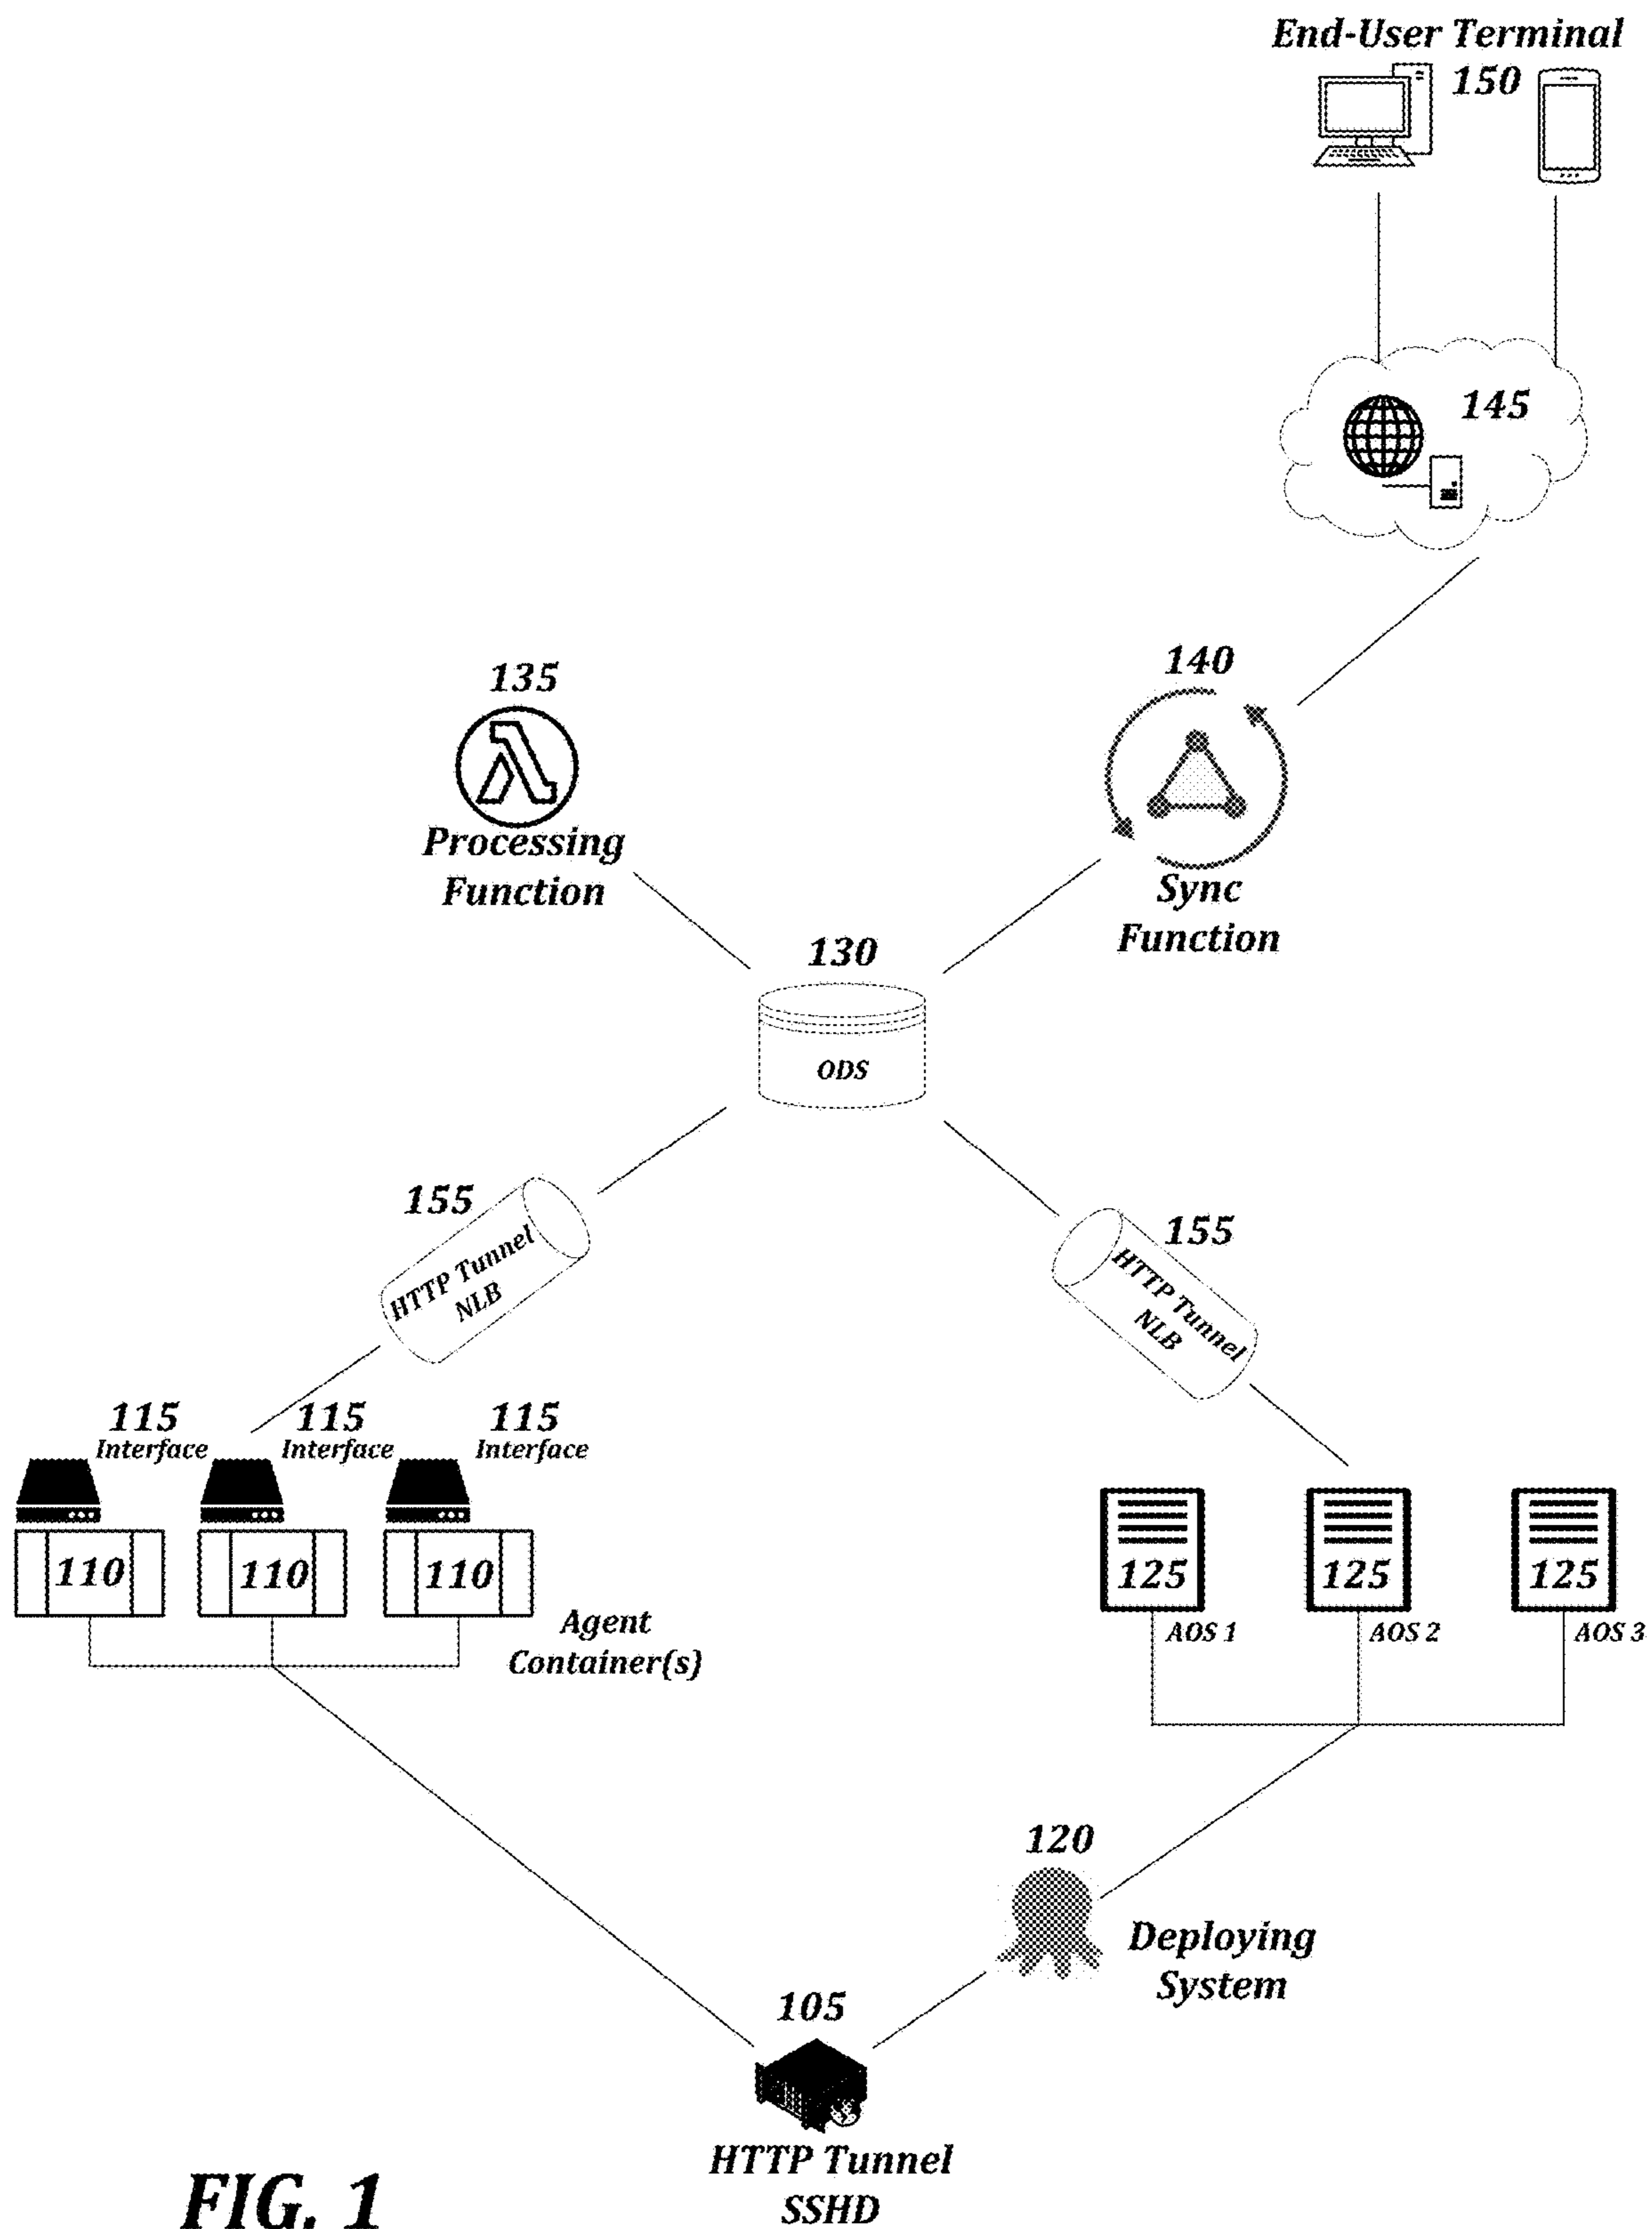 End-User Terminal
150
145
140
135
Processing
Function
Sync
Function
130
ODS
155
HTTP Tunnel
NLB
155
HTTP Tunnel
NLB
115
Interface
115
Interface
115
Interface
110
110
110
Agent
Container(s)
125
125
125
AOS 1
AOS 2
AOS 3
120
Deploying
System
105
HTTP Tunnel
SSHD
FIG. 1